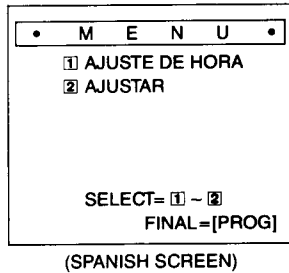 • M E N U •
1 AJUSTE DE HORA
2 AJUSTAR
SELECT= 1 ~ 2
FINAL=[PROG]
(SPANISH SCREEN)